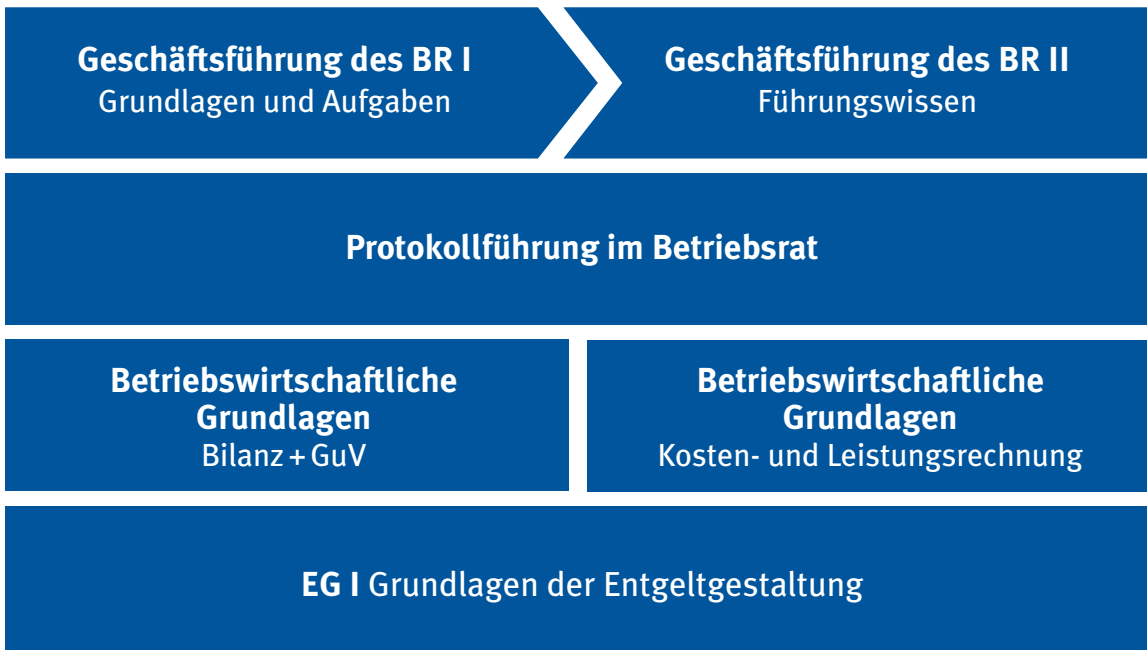 Geschäftsführung des BR I
Grundlagen und Aufgaben
Geschäftsführung des BR II
Führungswissen
Protokollführung im Betriebsrat
Betriebswirtschaftliche
Grundlagen
Bilanz + GuV
Betriebswirtschaftliche
Grundlagen
Kosten- und Leistungsrechnung
EG I Grundlagen der Entgeltgestaltung